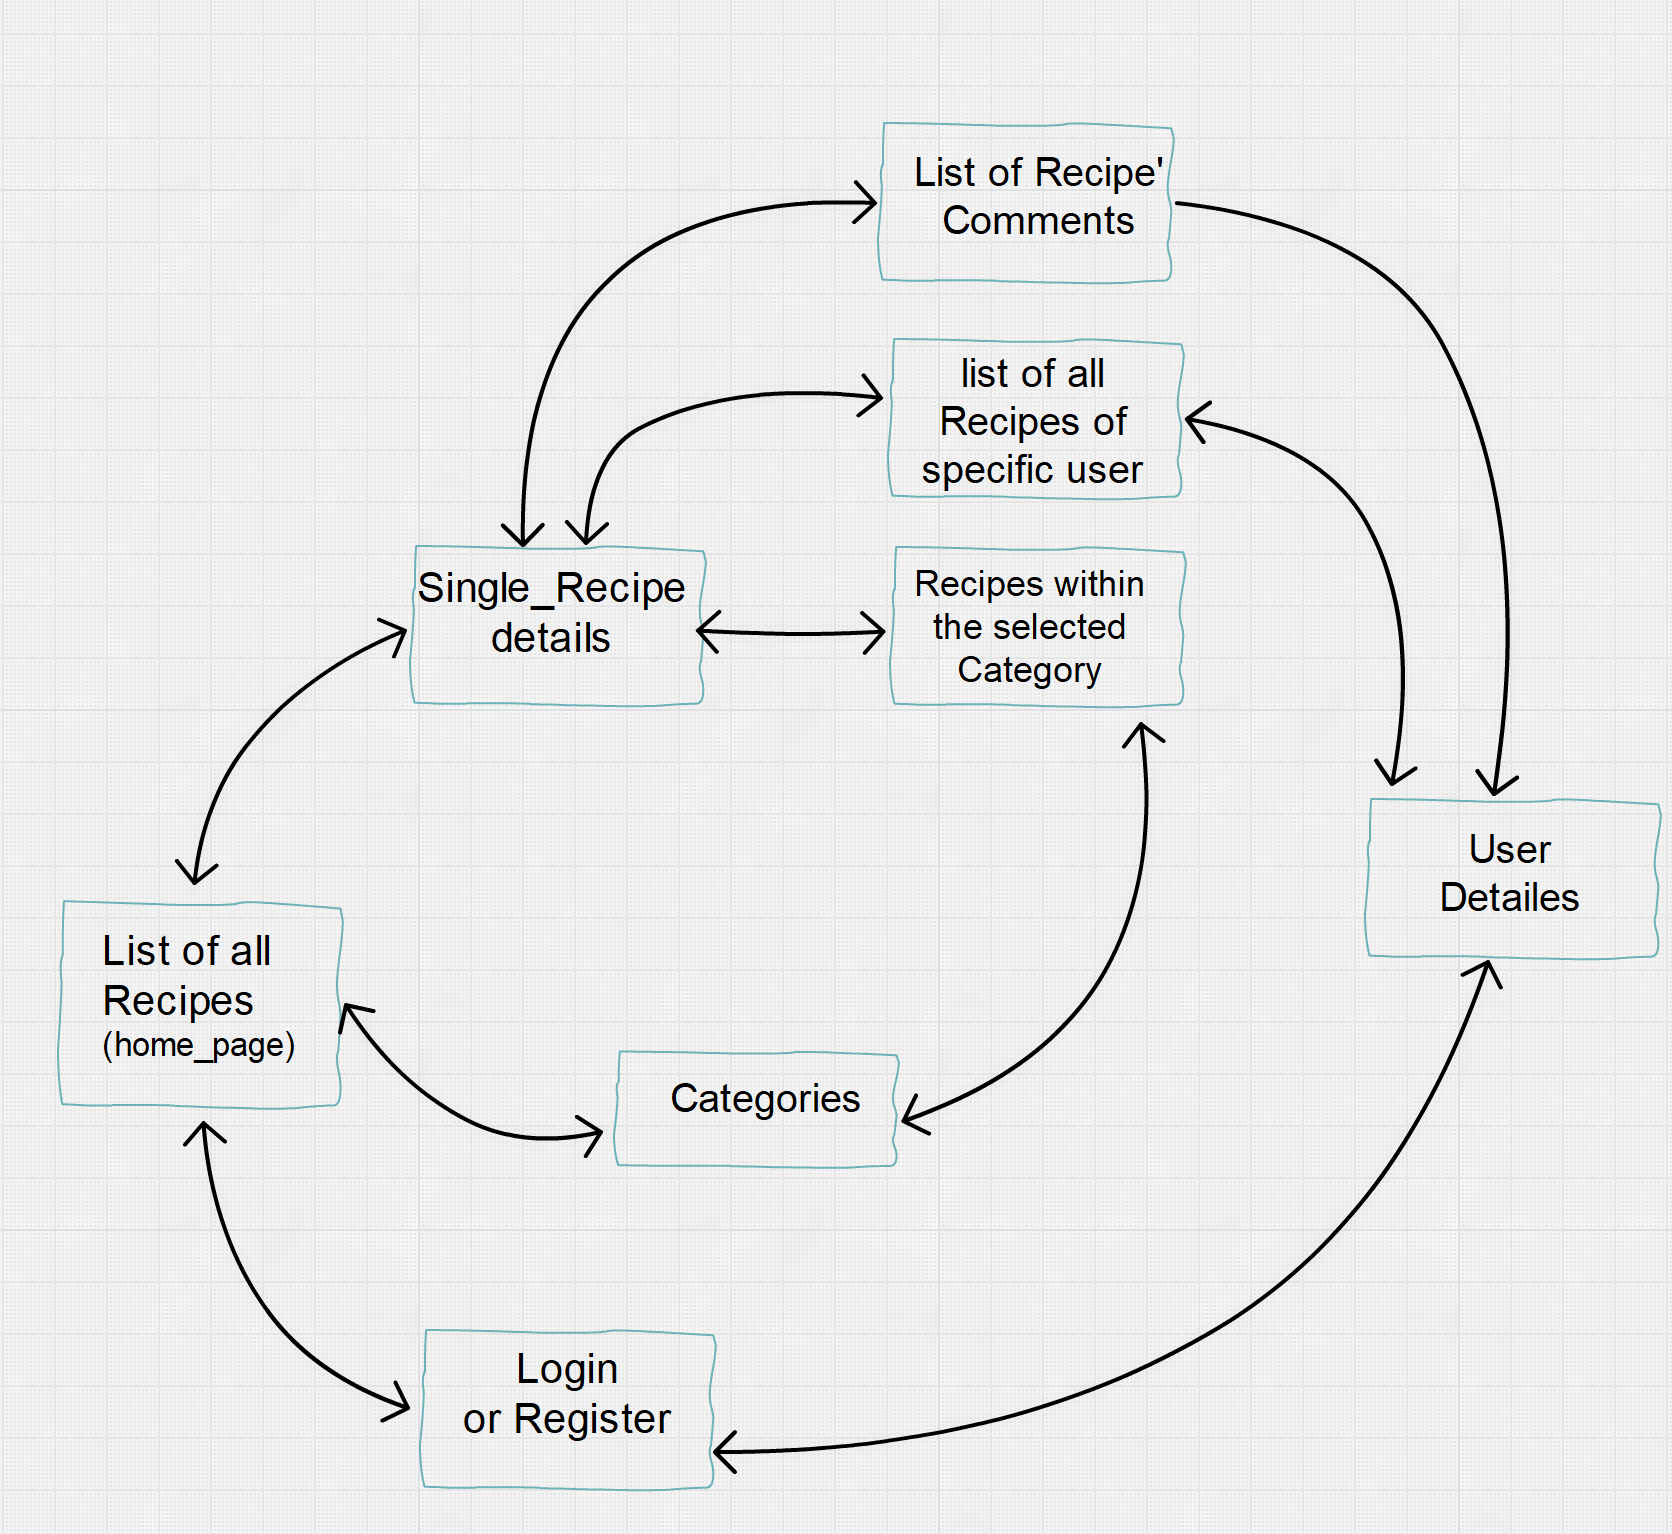 List of Recipe'
Comments
list of all
Recipes of
specific user
Single_Recipe
details
Recipes within
the selected
Category
User
Detailes
List of all
Recipes
(home_page)
Categories
Login
or Register